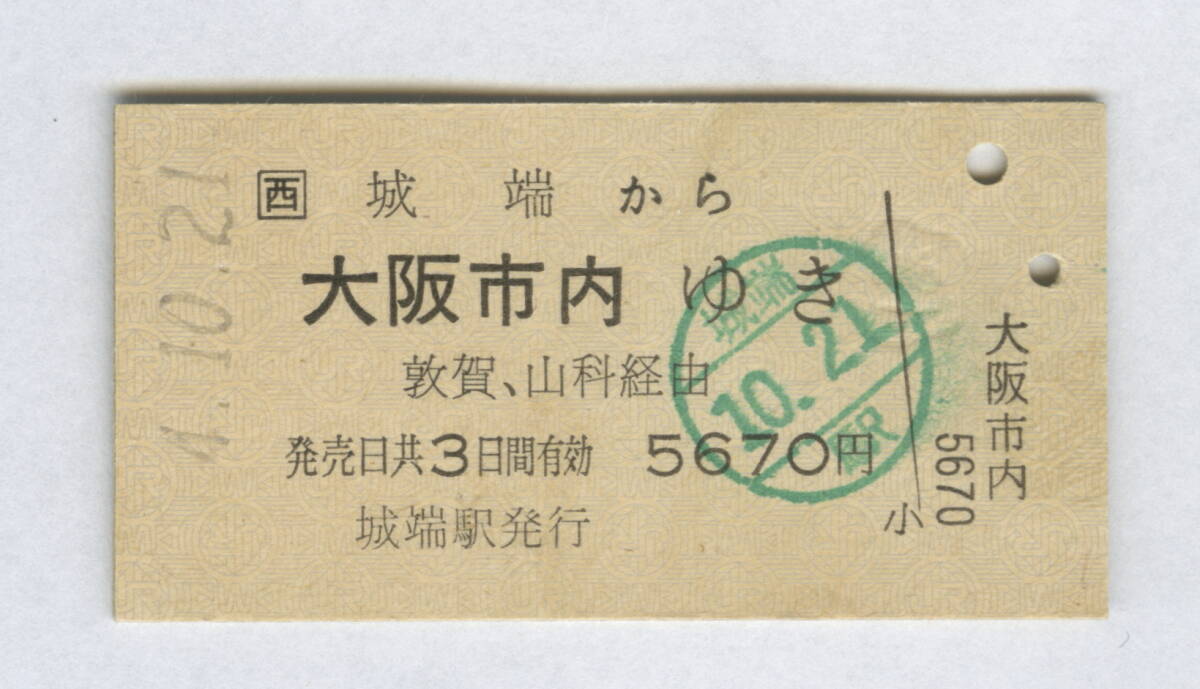 4.10.21
西 城 端 から
大阪市内 ゆき
敦賀、山科経由
発売日共3日間有効 5670円
城端駅発行
小
大阪市内
5670
城端
10.21
駅